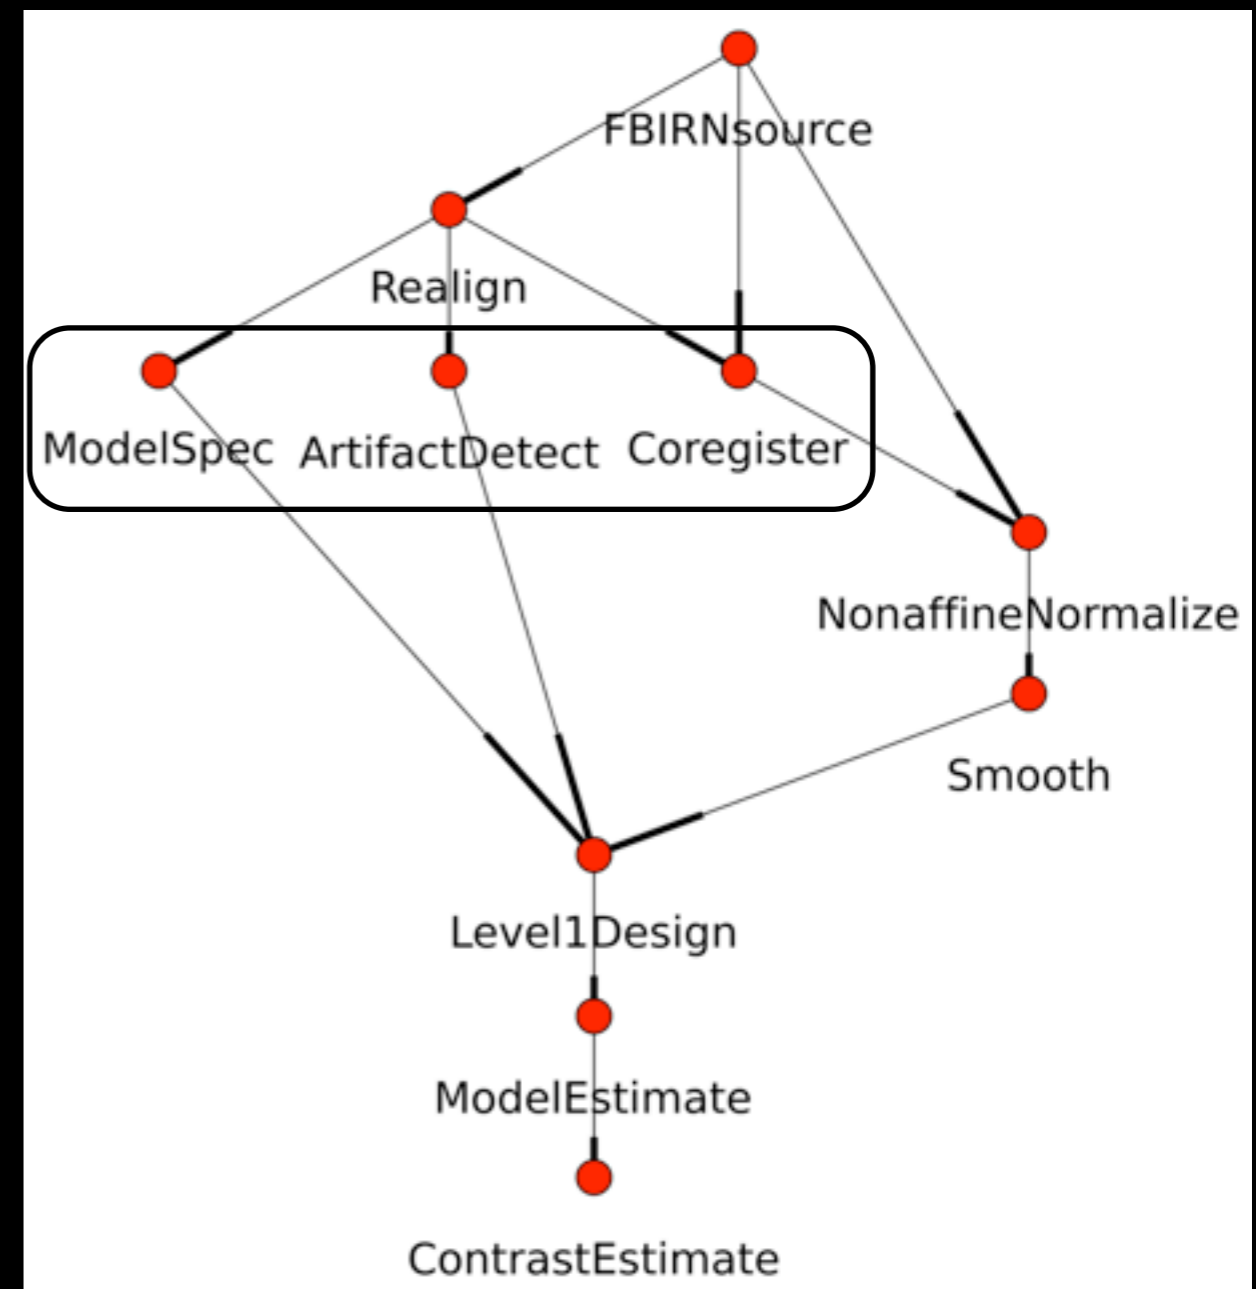 FBIRNsource
Realign
ModelSpec ArtifactDetect Coregister
NonaffineNormalize
Smooth
Level1Design
ModelEstimate
ContrastEstimate